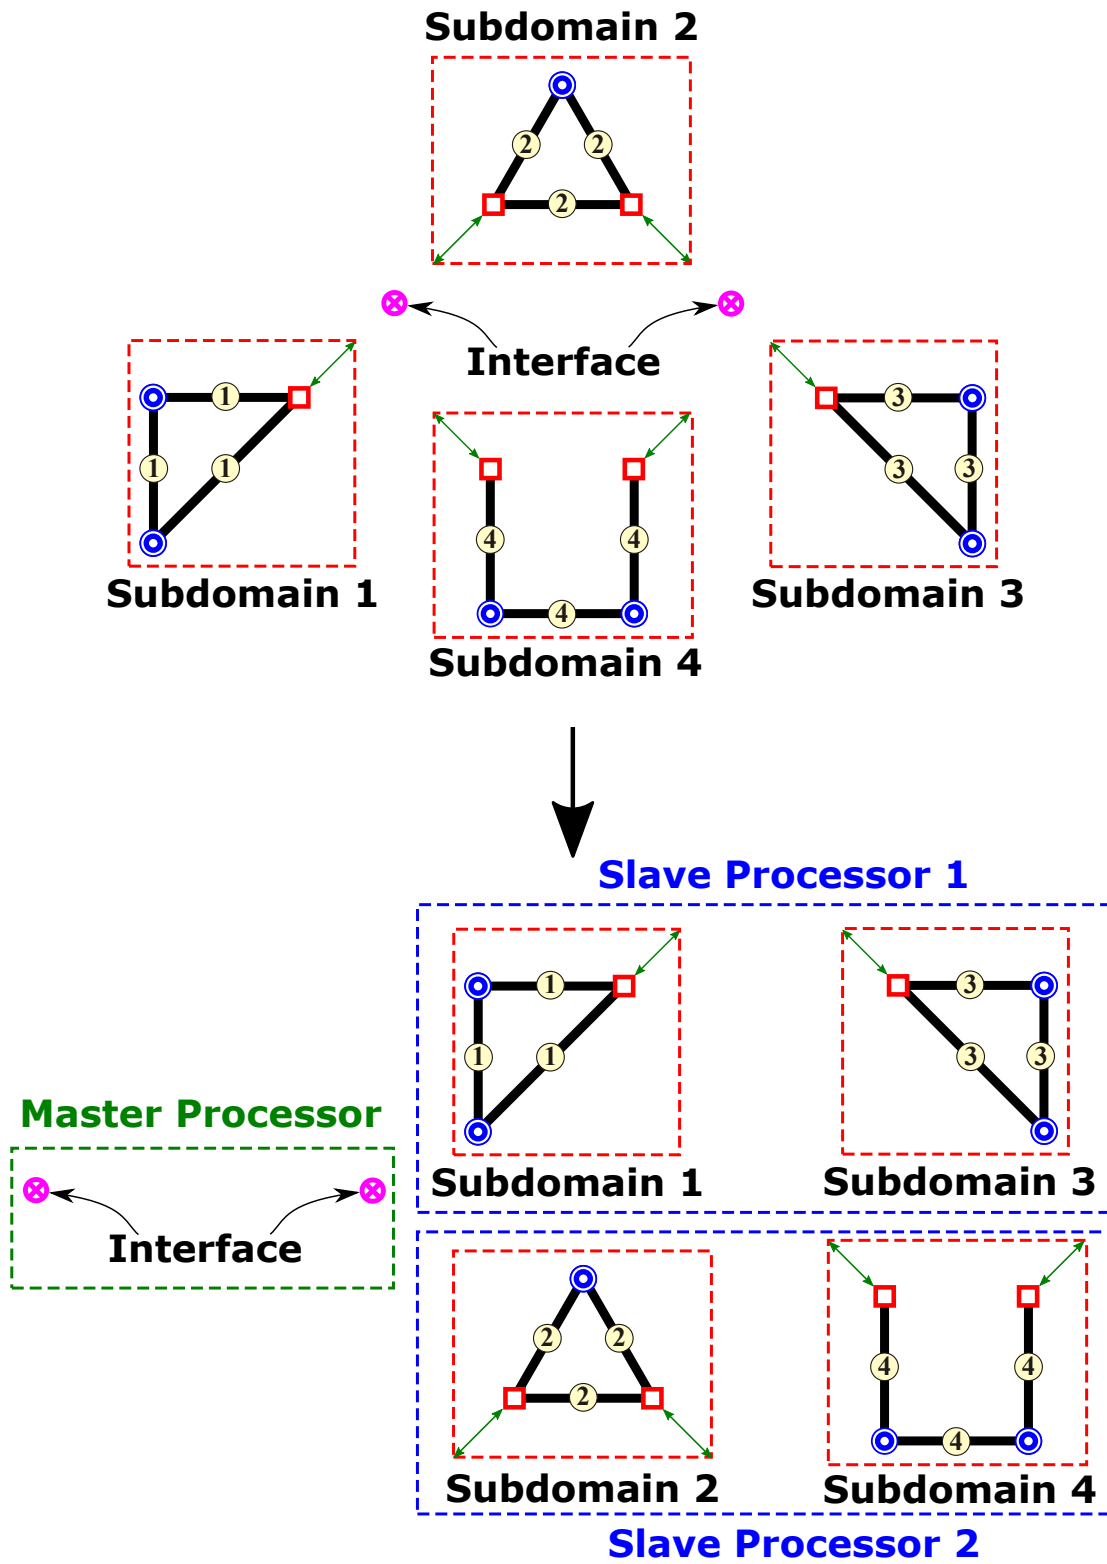 Subdomain 2
2 2
2
Interface
1
1 1
Subdomain 1
4 4
4
Subdomain 4
3
3 3
Subdomain 3
Slave Processor 1
1
1 1
Subdomain 1
3
3 3
Subdomain 3
Master Processor
Interface
2 2
2
Subdomain 2
4 4
4
Subdomain 4
Slave Processor 2